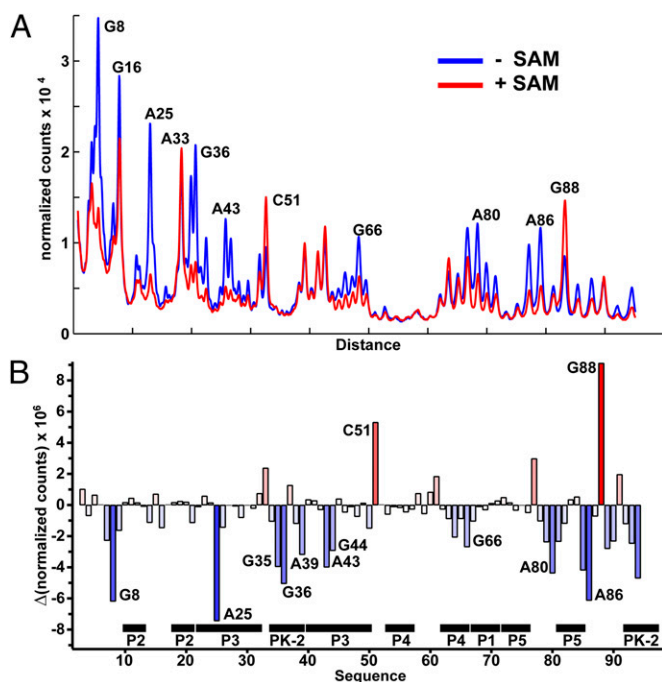 A
normalized counts x 10 4
3
2
1
0
G8
G16
A25
A33
G36
A43
C51
G66
A80
A86
G88
- SAM
+ SAM
Distance
B
Δ(normalized counts) x 10 6
8
6
4
2
0
-2
-4
-6
-8
G8
A25
G35
G36
A39
A43
G44
C51
G66
A80
A86
G88
P2 P2 P3 PK-2 P3 P4 P4 P1 P5 P5 PK-2
10 20 30 40 50 60 70 80 90
Sequence